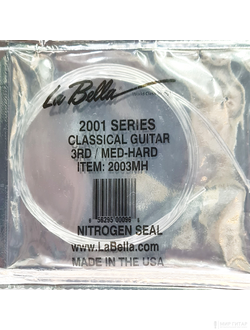 La Bella
2001 SERIES
CLASSICAL GUITAR
3RD / MED-HARD
ITEM: 2003MH
NITROGEN SEAL
www.LaBella.com
MADE IN THE USA